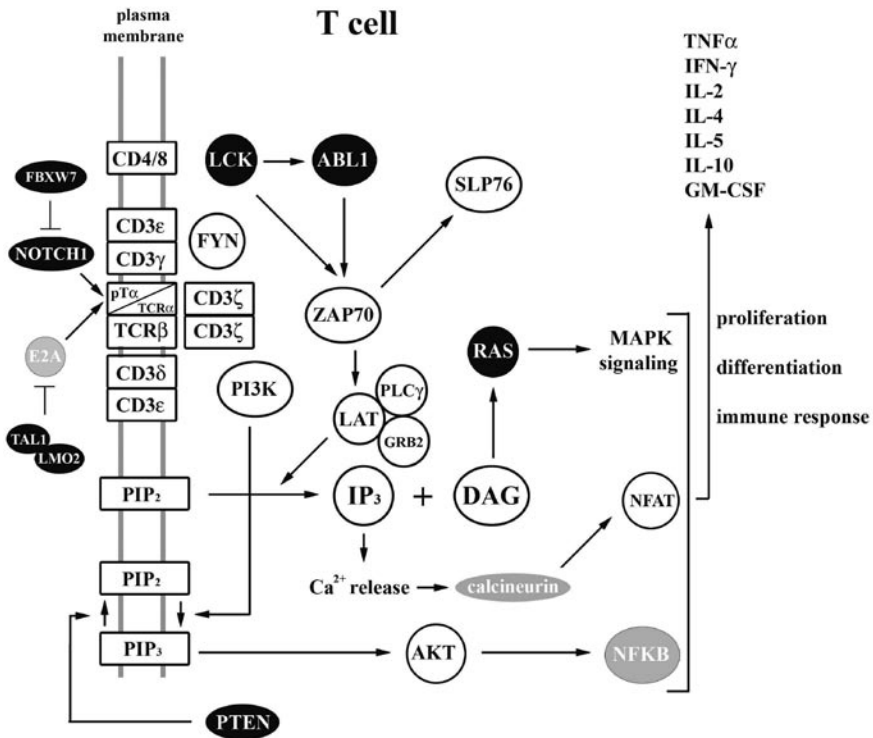 plasma
membrane
T cell
TNFα
IFN-γ
IL-2
IL-4
IL-5
IL-10
GM-CSF
CD4/8
LCK
ABL1
SLP76
FBXW7
CD3ε
FYN
NOTCH1
CD3γ
pTα
TCRα
CD3ζ
ZAP70
TCRβ
CD3ζ
E2A
RAS
MAPK
signaling
proliferation
differentiation
immune response
CD3δ
PI3K
PLCγ
LAT
CD3ε
GRB2
TAL1
LMO2
PIP₂
IP₃
+
DAG
NFAT
PIP₂
Ca²⁺ release
calcineurin
PIP₃
AKT
NFKB
PTEN